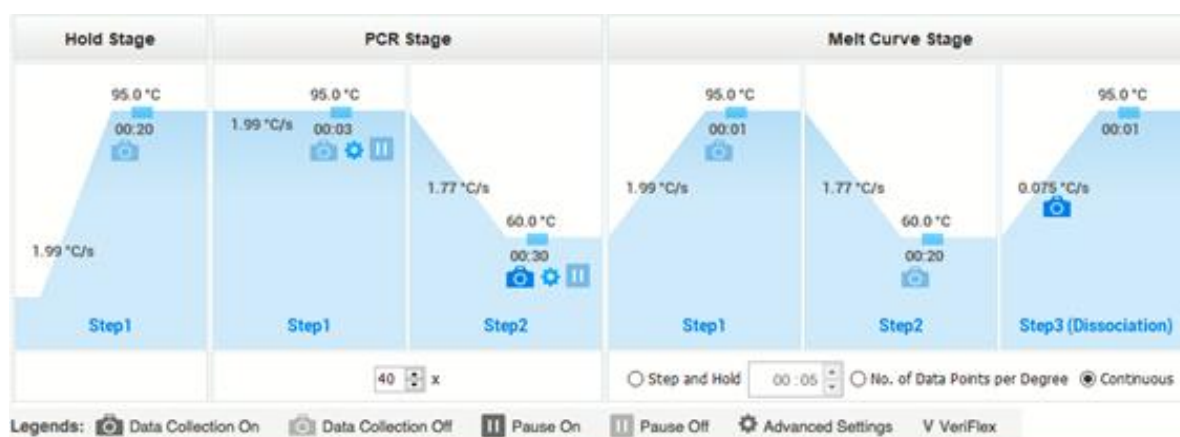 Hold Stage
PCR Stage
Melt Curve Stage
95.0 °C
00:20
1.99 °C/s
Step1
95.0 °C
1.99 °C/s
00:03
Step1
1.77 °C/s
60.0 °C
00:30
Step2
40 x
95.0 °C
00:01
1.99 °C/s
Step1
1.77 °C/s
60.0 °C
00:20
Step2
95.0 °C
00:01
0.075 °C/s
Step3 (Dissociation)
Step and Hold 00:05 No. of Data Points per Degree Continuous
Legends: Data Collection On Data Collection Off Pause On Pause Off Advanced Settings V VeriFlex